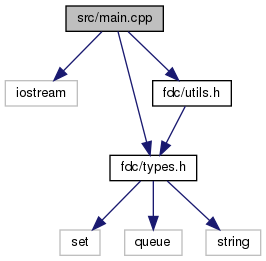 src/main.cpp
iostream
fdc/utils.h
fdc/types.h
set
queue
string